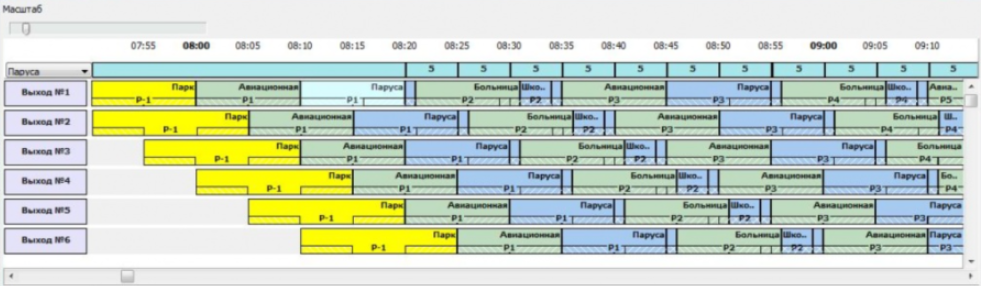 Масштаб
07:55 08:00 08:05 08:10 08:15 08:20 08:25 08:30 08:35 08:40 08:45 08:50 08:55 09:00 09:05 09:10
Паруса 5 5 5 5 5 5 5 5 5 5 5
Выход №1 Парк Авиационная Паруса Больница Шко.. Авиационная Паруса Больница Шко.. Авиа..
Р-1 Р1 Р1 Р2 Р2 Р3 Р3 Р4 Р4 Р5
Выход №2 Парк Авиационная Паруса Больница Шко.. Авиационная Паруса Больница Ш..
Р-1 Р1 Р1 Р2 Р2 Р3 Р3 Р4 Р4
Выход №3 Парк Авиационная Паруса Больница Шко.. Авиационная Паруса Больница
Р-1 Р1 Р1 Р2 Р2 Р3 Р3 Р4
Выход №4 Парк Авиационная Паруса Больница Шко.. Авиационная Паруса Бо..
Р-1 Р1 Р1 Р2 Р2 Р3 Р3 Р4
Выход №5 Парк Авиационная Паруса Больница Шко.. Авиационная Паруса
Р-1 Р1 Р1 Р2 Р2 Р3 Р3
Выход №6 Парк Авиационная Паруса Больница Шко.. Авиационная Паруса
Р-1 Р1 Р1 Р2 Р2 Р3 Р3